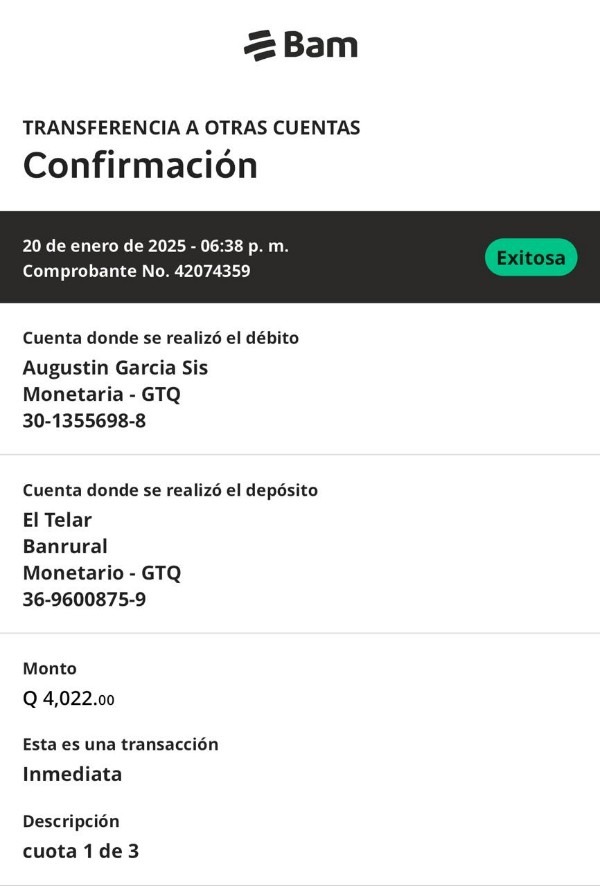 Bam
TRANSFERENCIA A OTRAS CUENTAS
Confirmación
20 de enero de 2025 - 06:38 p. m.
Comprobante No. 42074359
Exitosa
Cuenta donde se realizó el débito
Augustin Garcia Sis
Monetaria - GTQ
30-1355698-8
Cuenta donde se realizó el depósito
El Telar
Banrural
Monetario - GTQ
36-9600875-9
Monto
Q 4,022.00
Esta es una transacción
Inmediata
Descripción
cuota 1 de 3